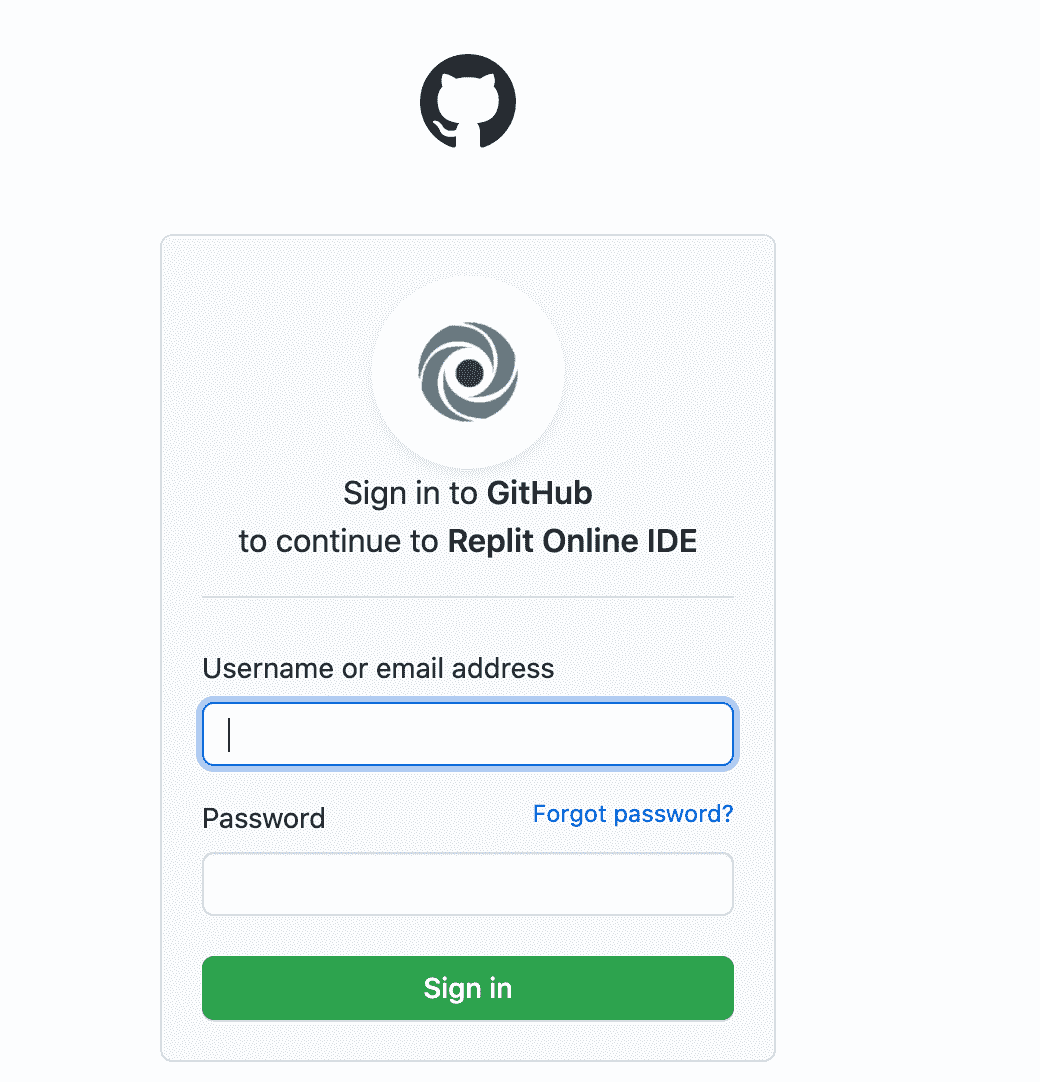 Sign in to GitHub
to continue to Replit Online IDE
Username or email address
Password
Forgot password?
Sign in